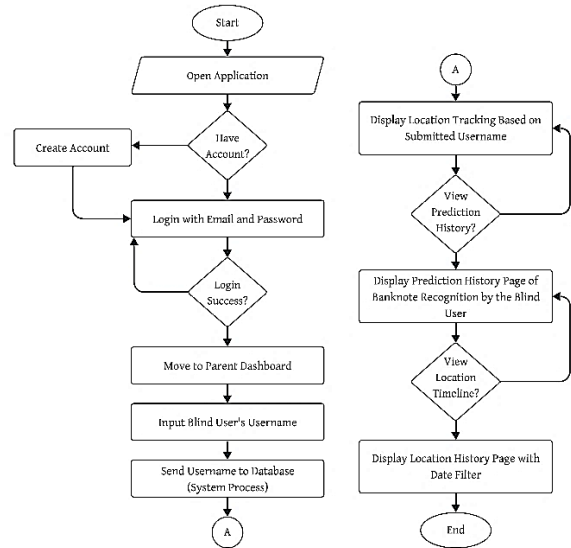 Start
Open Application
Have
Account?
Create Account
Login with Email and Password
Login
Success?
Move to Parent Dashboard
Input Blind User's Username
Send Username to Database
(System Process)
A
A
Display Location Tracking Based on
Submitted Username
View
Prediction
History?
Display Prediction History Page of
Banknote Recognition by the Blind
User
View
Location
Timeline?
Display Location History Page with
Date Filter
End